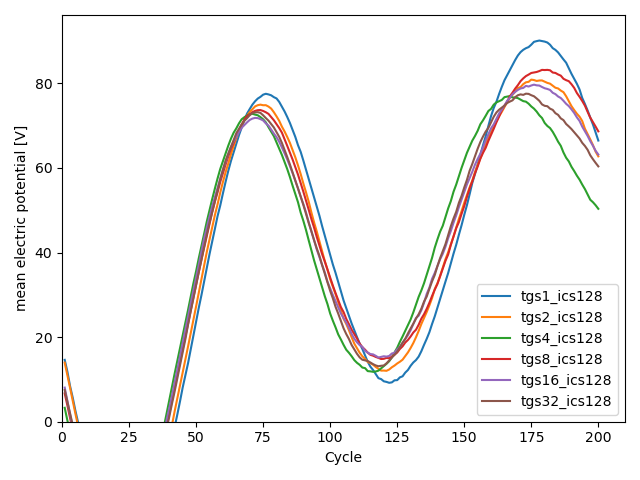 80
60
40
20
0
mean electric potential [V]
0 25 50 75 100 125 150 175 200
Cycle
tgs1_ics128
tgs2_ics128
tgs4_ics128
tgs8_ics128
tgs16_ics128
tgs32_ics128